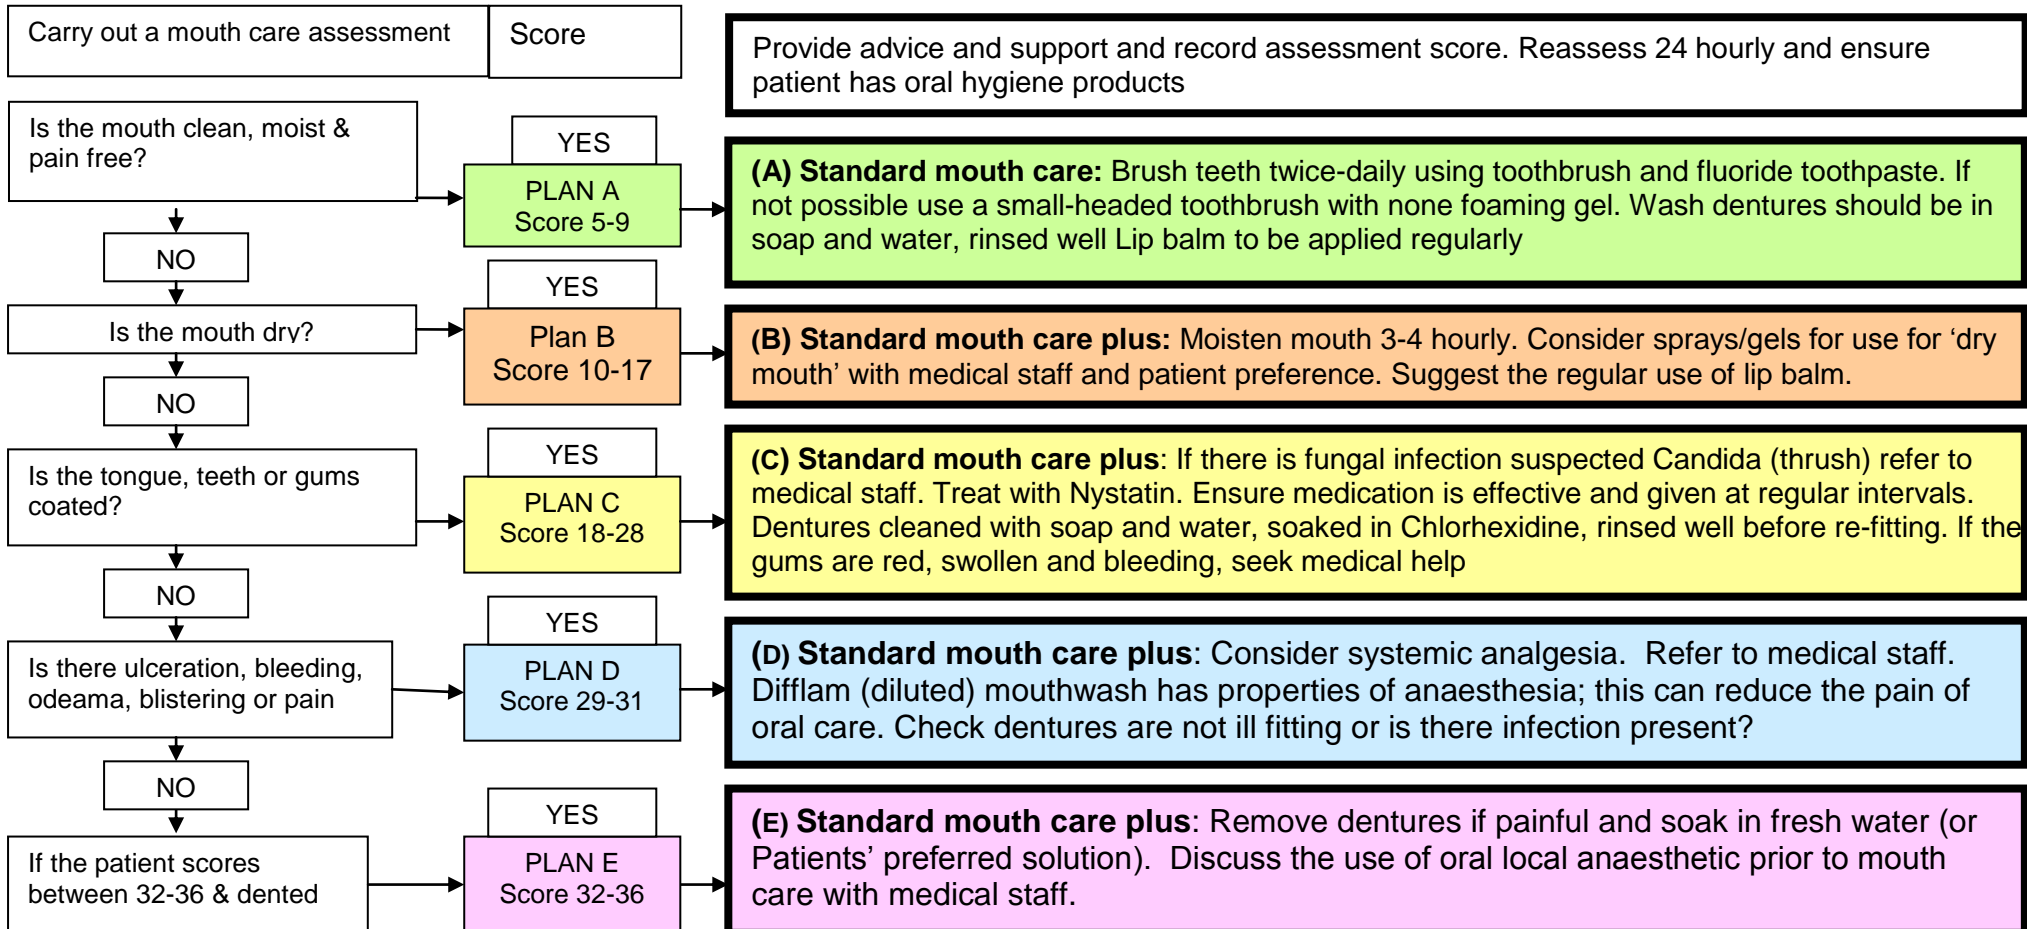 Carry out a mouth care assessment
Score
Provide advice and support and record assessment score. Reassess 24 hourly and ensure
patient has oral hygiene products
Is the mouth clean, moist &
pain free?
YES
PLAN A
Score 5-9
(A) Standard mouth care: Brush teeth twice-daily using toothbrush and fluoride toothpaste. If
not possible use a small-headed toothbrush with none foaming gel. Wash dentures should be in
soap and water, rinsed well Lip balm to be applied regularly
NO
Is the mouth dry?
YES
Plan B
Score 10-17
(B) Standard mouth care plus: Moisten mouth 3-4 hourly. Consider sprays/gels for use for ‘dry
mouth’ with medical staff and patient preference. Suggest the regular use of lip balm.
NO
Is the tongue, teeth or gums
coated?
YES
PLAN C
Score 18-28
(C) Standard mouth care plus: If there is fungal infection suspected Candida (thrush) refer to
medical staff. Treat with Nystatin. Ensure medication is effective and given at regular intervals.
Dentures cleaned with soap and water, soaked in Chlorhexidine, rinsed well before re-fitting. If the
gums are red, swollen and bleeding, seek medical help
NO
Is there ulceration, bleeding,
odeama, blistering or pain
YES
PLAN D
Score 29-31
(D) Standard mouth care plus: Consider systemic analgesia. Refer to medical staff.
Difflam (diluted) mouthwash has properties of anaesthesia; this can reduce the pain of
oral care. Check dentures are not ill fitting or is there infection present?
NO
If the patient scores
between 32-36 & dented
YES
PLAN E
Score 32-36
(E) Standard mouth care plus: Remove dentures if painful and soak in fresh water (or
Patients’ preferred solution). Discuss the use of oral local anaesthetic prior to mouth
care with medical staff.